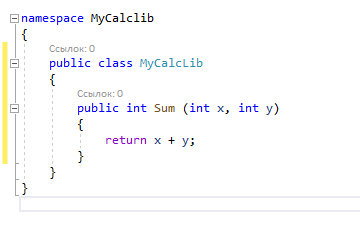 namespace MyCalclib
{
Ссылок: 0
public class MyCalcLib
{
Ссылок: 0
public int Sum (int x, int y)
{
return x + y;
}
}
}